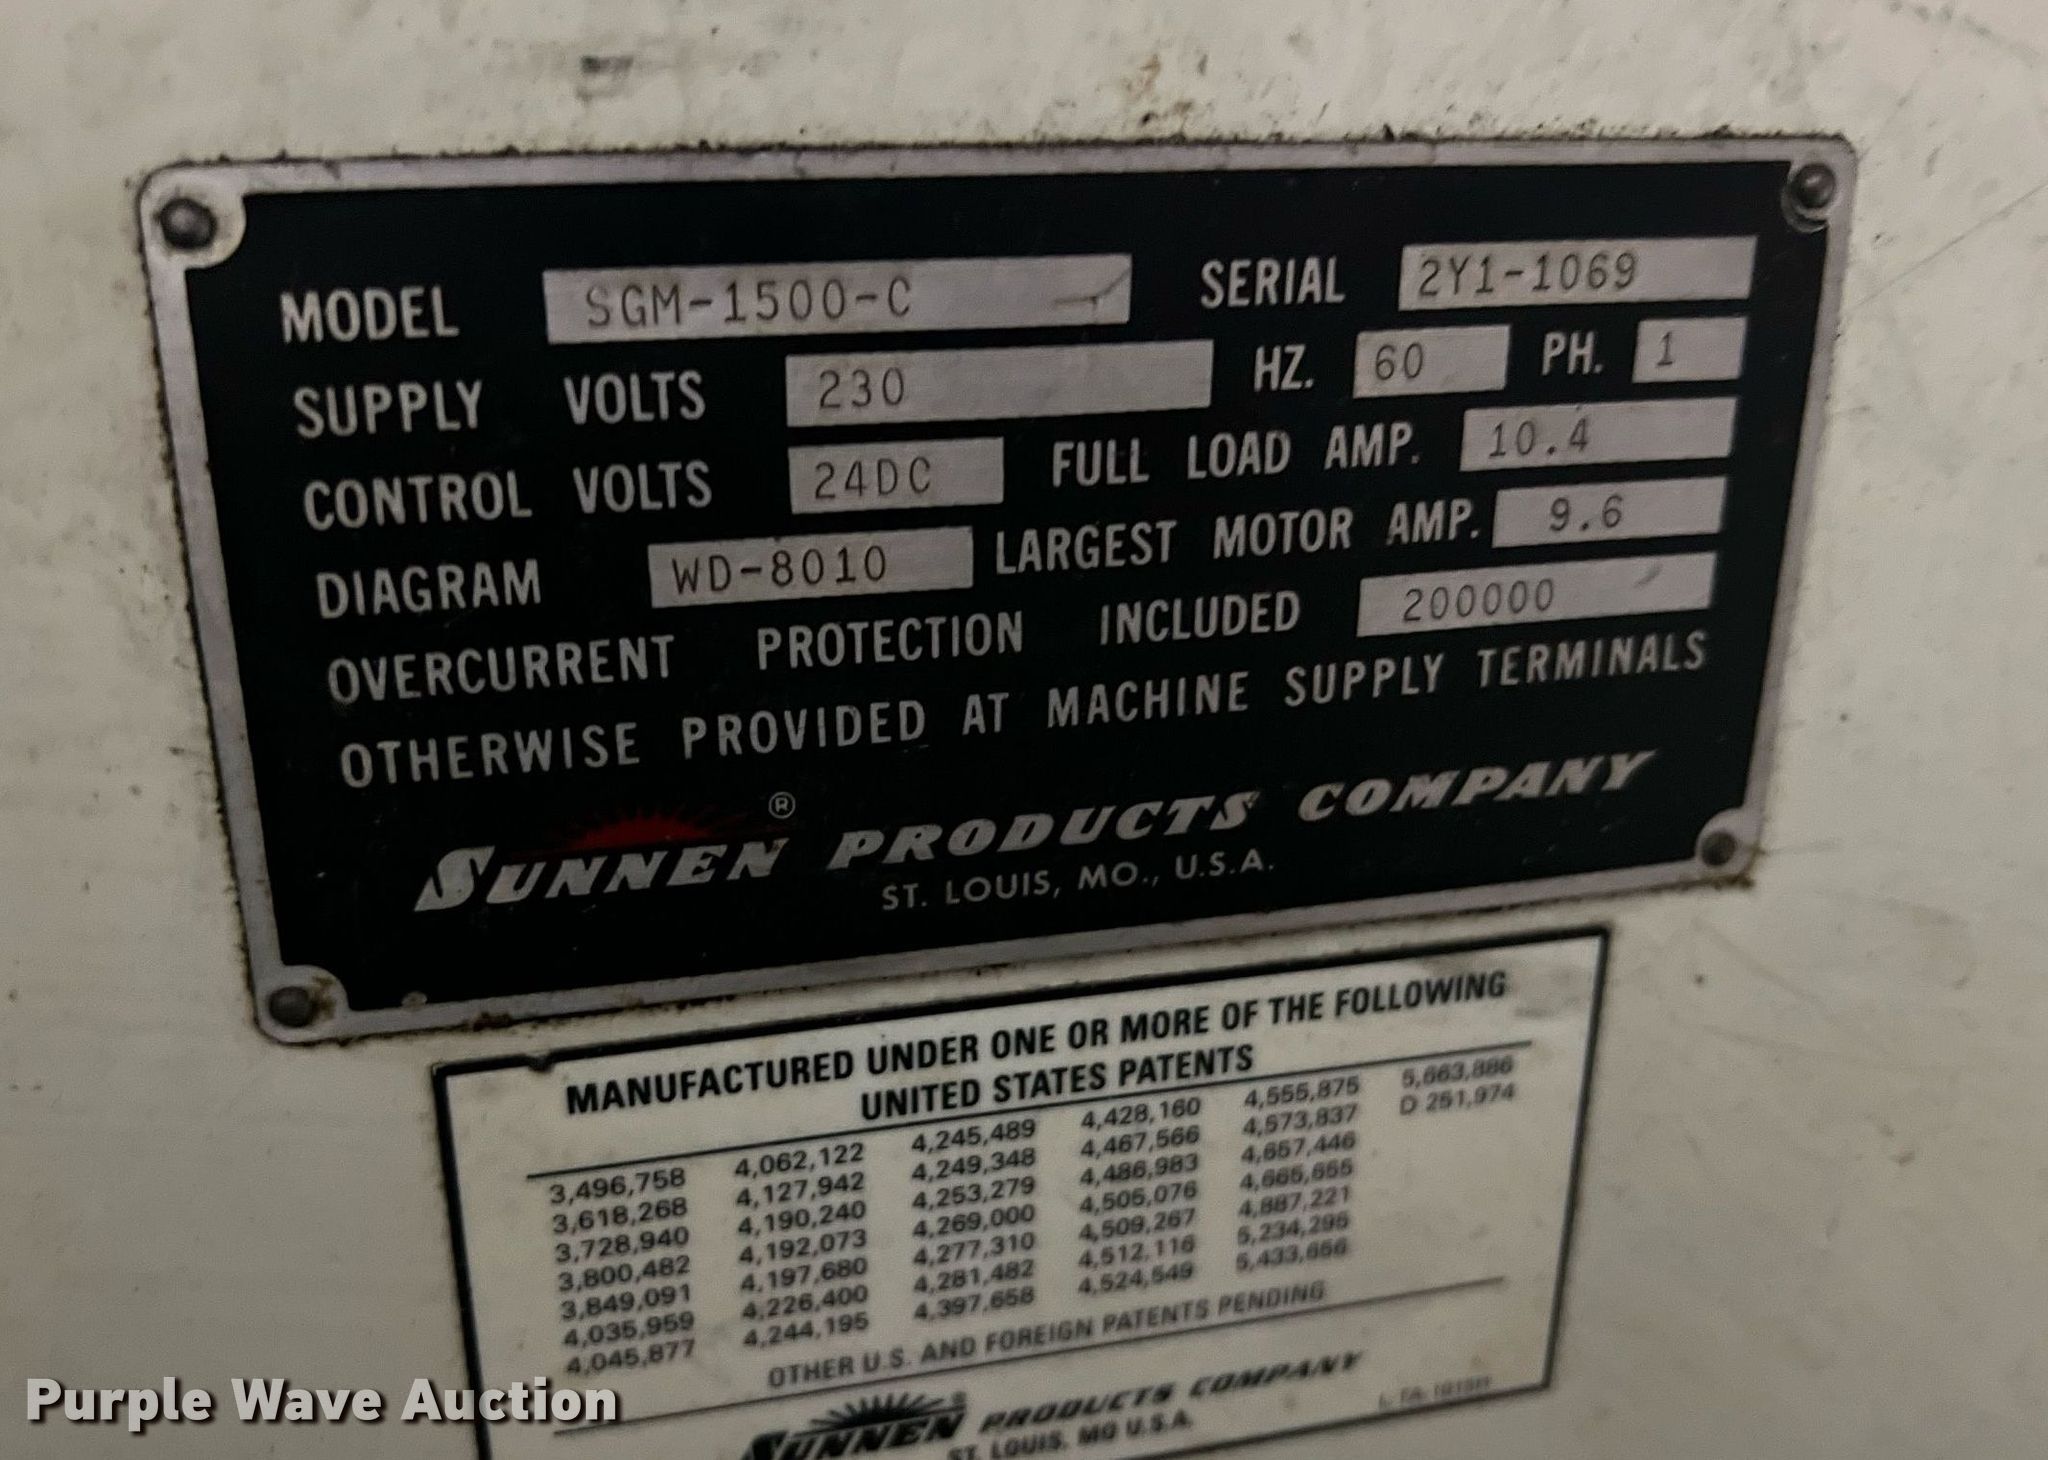 MODEL SGM-1500-C SERIAL 2Y1-1069
SUPPLY VOLTS 230 HZ. 60 PH. 1
CONTROL VOLTS 24DC FULL LOAD AMP. 10.4
DIAGRAM WD-8010 LARGEST MOTOR AMP. 9.6
OVERCURRENT PROTECTION INCLUDED 200000
OTHERWISE PROVIDED AT MACHINE SUPPLY TERMINALS
SUNNEN® PRODUCTS COMPANY
ST. LOUIS, MO., U.S.A.
MANUFACTURED UNDER ONE OR MORE OF THE FOLLOWING
UNITED STATES PATENTS
3,496,758 4,062,122 4,245,489 4,428,160 4,555,875 5,663,886
3,618,268 4,127,942 4,249,348 4,467,566 4,573,837 D 251,974
3,728,940 4,190,240 4,253,279 4,486,983 4,657,446
3,800,482 4,192,073 4,269,000 4,505,076 4,665,655
3,849,091 4,197,680 4,277,310 4,509,267 4,887,221
4,035,959 4,226,400 4,281,482 4,512,116 5,234,295
4,045,877 4,244,195 4,397,658 4,524,549 5,433,656
OTHER U.S. AND FOREIGN PATENTS PENDING
SUNNEN® PRODUCTS COMPANY
ST. LOUIS, MO U.S.A.
Purple Wave Auction